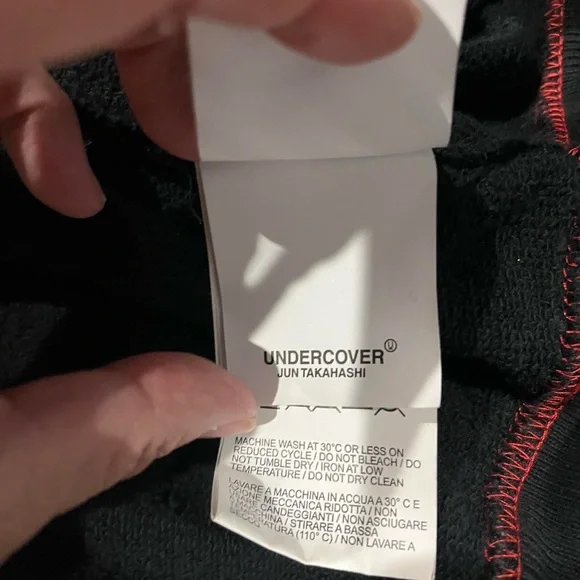 UNDERCOVER Ⓤ
JUN TAKAHASHI
MACHINE WASH AT 30°C OR LESS ON
REDUCED CYCLE / DO NOT BLEACH / DO
NOT TUMBLE DRY / IRON AT LOW
TEMPERATURE / DO NOT DRY CLEAN
LAVARE A MACCHINA IN ACQUA A 30° C E
RIDOTTA / NON
CANDEGGIANTI / NON ASCIUGARE
STIRARE A BASSA
(110° C) / NON LAVARE A